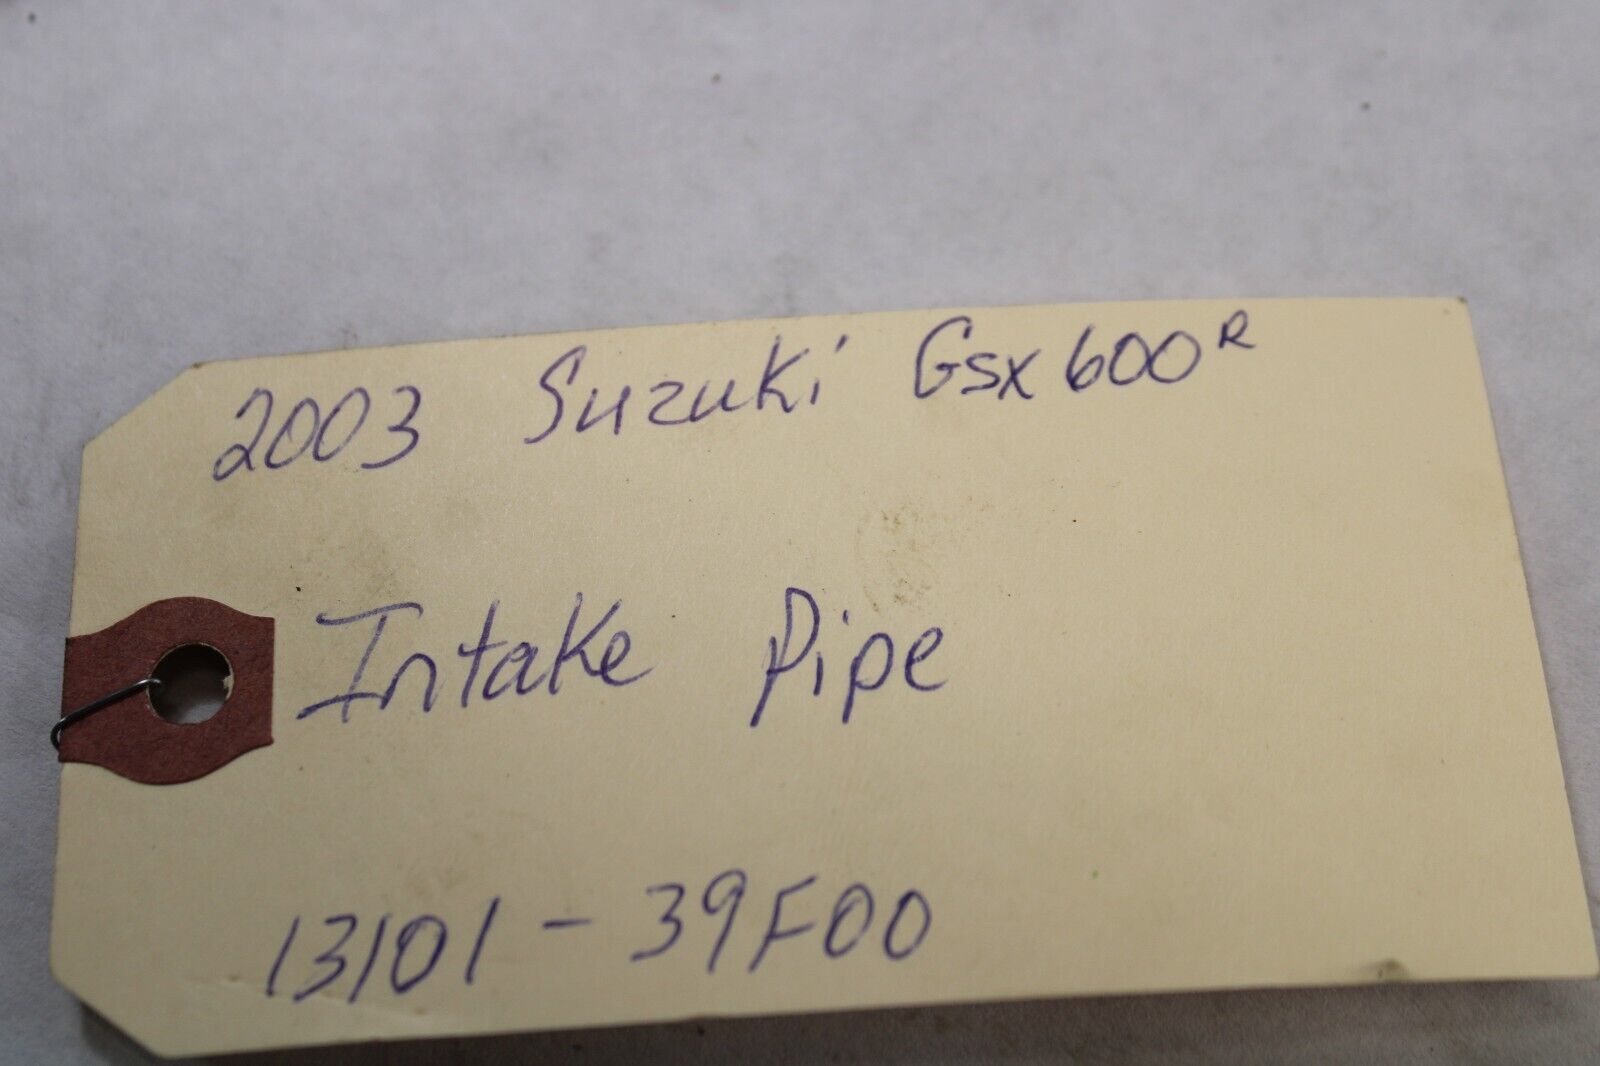 2003 Suzuki GSX600R
Intake Pipe
13101-39F00